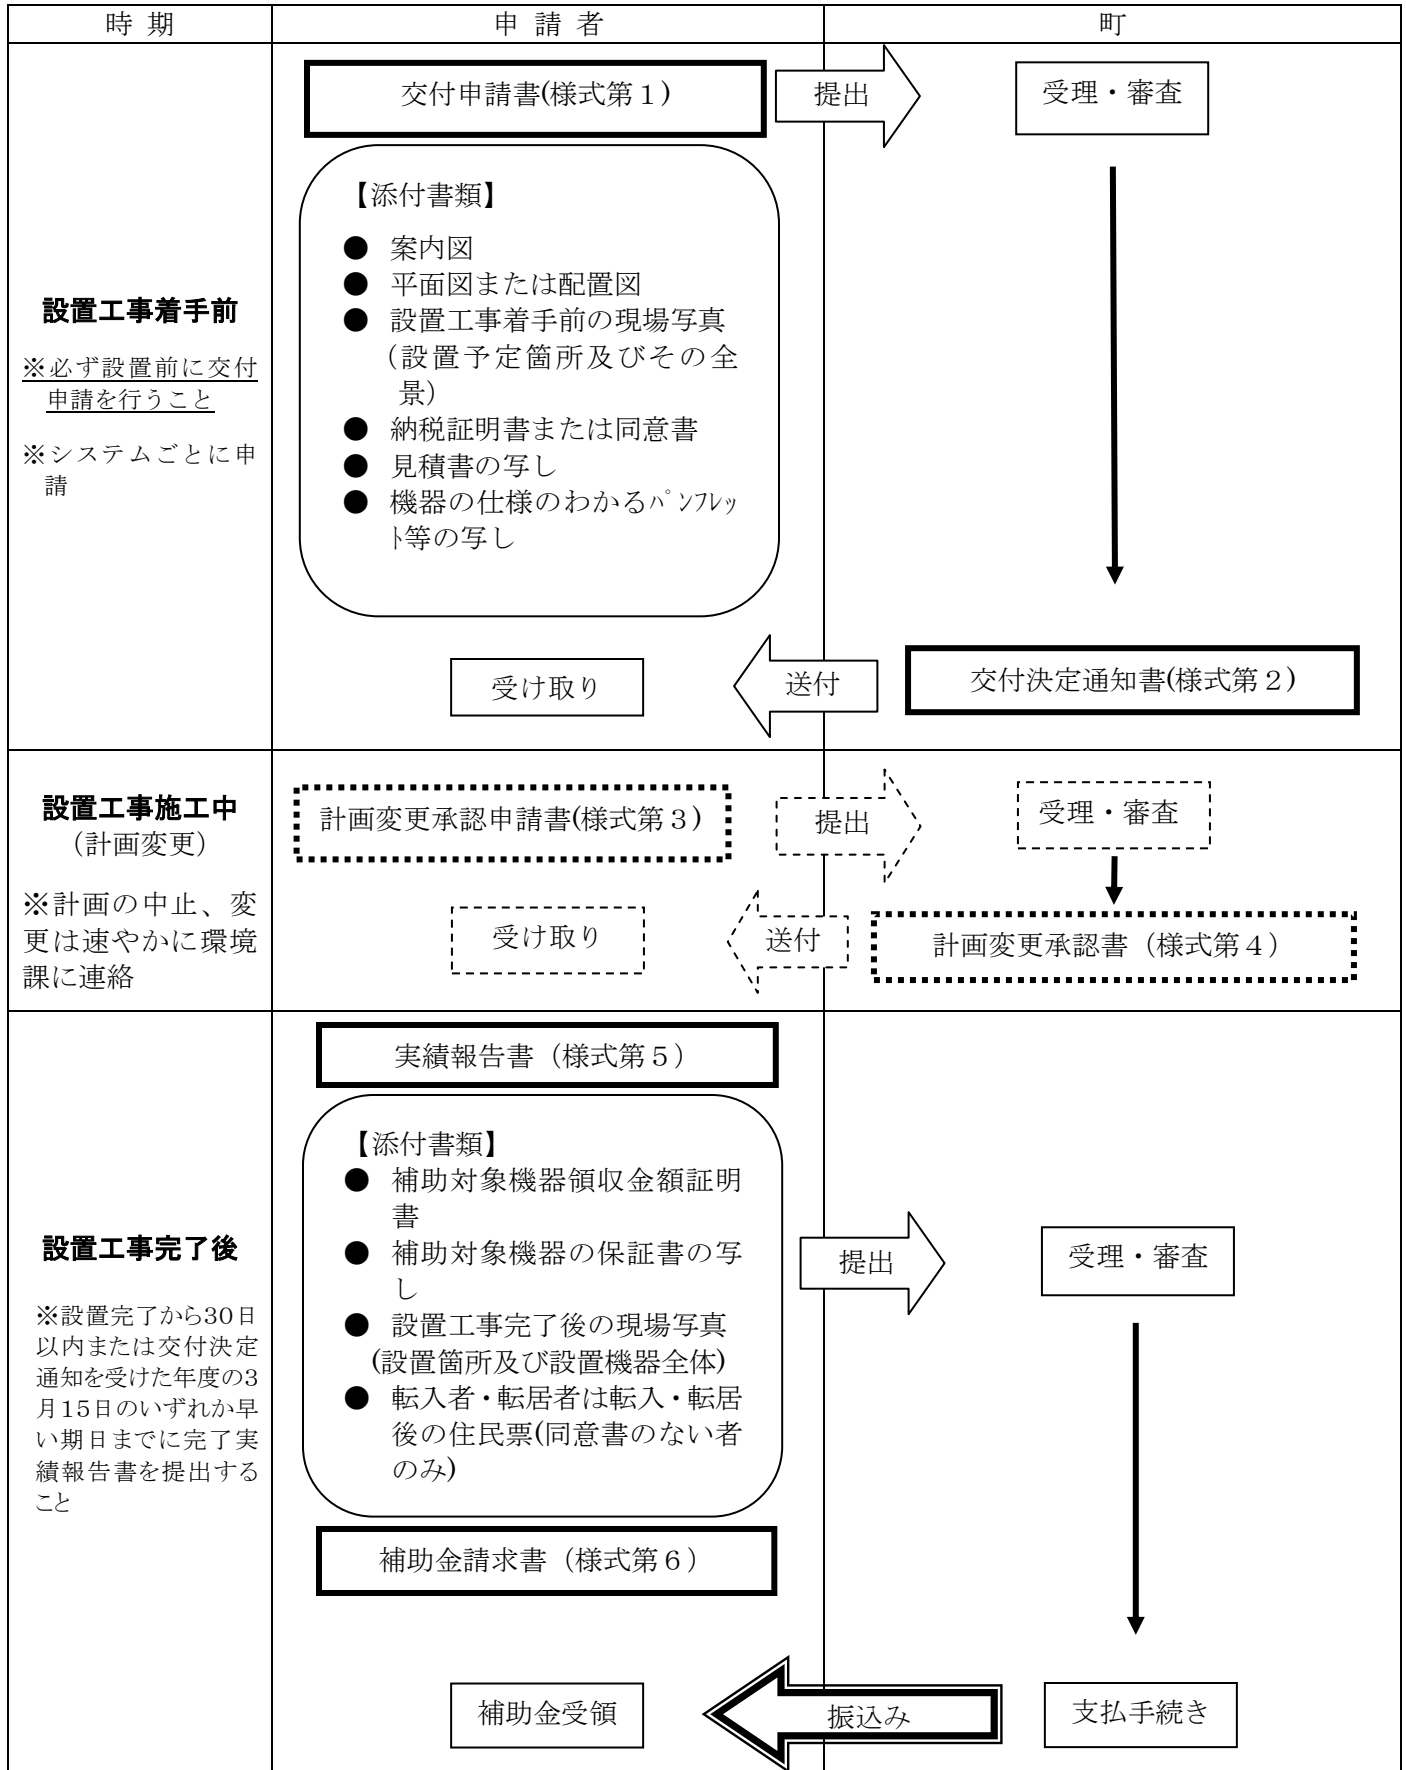 時 期
申 請 者
町
設置工事着手前
※必ず設置前に交付
申請を行うこと
※システムごとに申
請
交付申請書(様式第１)
提出
受理・審査
【添付書類】
● 案内図
● 平面図または配置図
● 設置工事着手前の現場写真
（設置予定箇所及びその全
景）
● 納税証明書または同意書
● 見積書の写し
● 機器の仕様のわかるﾊﾟﾝﾌﾚｯ
ﾄ等の写し
受け取り
送付
交付決定通知書(様式第２)
設置工事施工中
（計画変更）
※計画の中止、変
更は速やかに環境
課に連絡
計画変更承認申請書(様式第３)
提出
受理・審査
受け取り
送付
計画変更承認書（様式第４）
設置工事完了後
※設置完了から30日
以内または交付決定
通知を受けた年度の3
月15日のいずれか早
い期日までに完了実
績報告書を提出する
こと
実績報告書（様式第５）
【添付書類】
● 補助対象機器領収金額証明
書
● 補助対象機器の保証書の写
し
● 設置工事完了後の現場写真
(設置箇所及び設置機器全体)
● 転入者・転居者は転入・転居
後の住民票(同意書のない者
のみ)
提出
受理・審査
補助金請求書（様式第６）
補助金受領
振込み
支払手続き